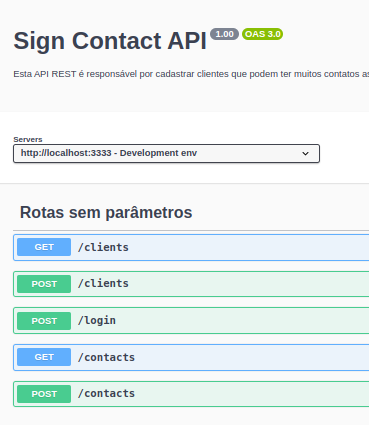 Sign Contact API 1.00 OAS 3.0
Esta API REST é responsável por cadastrar clientes que podem ter muitos contatos as
Servers
http://localhost:3333 - Development env
Rotas sem parâmetros
GET /clients
POST /clients
POST /login
GET /contacts
POST /contacts